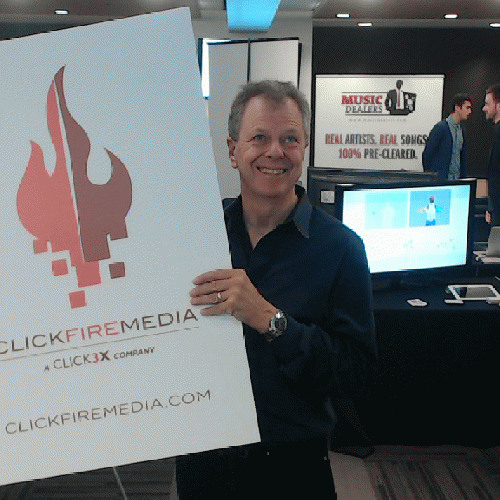 CLICKFIREMEDIA
A CLICK3X COMPANY
CLICKFIREMEDIA.COM
MUSIC
DEALERS
REAL ARTISTS. REAL SONGS
100% PRE-CLEARED.